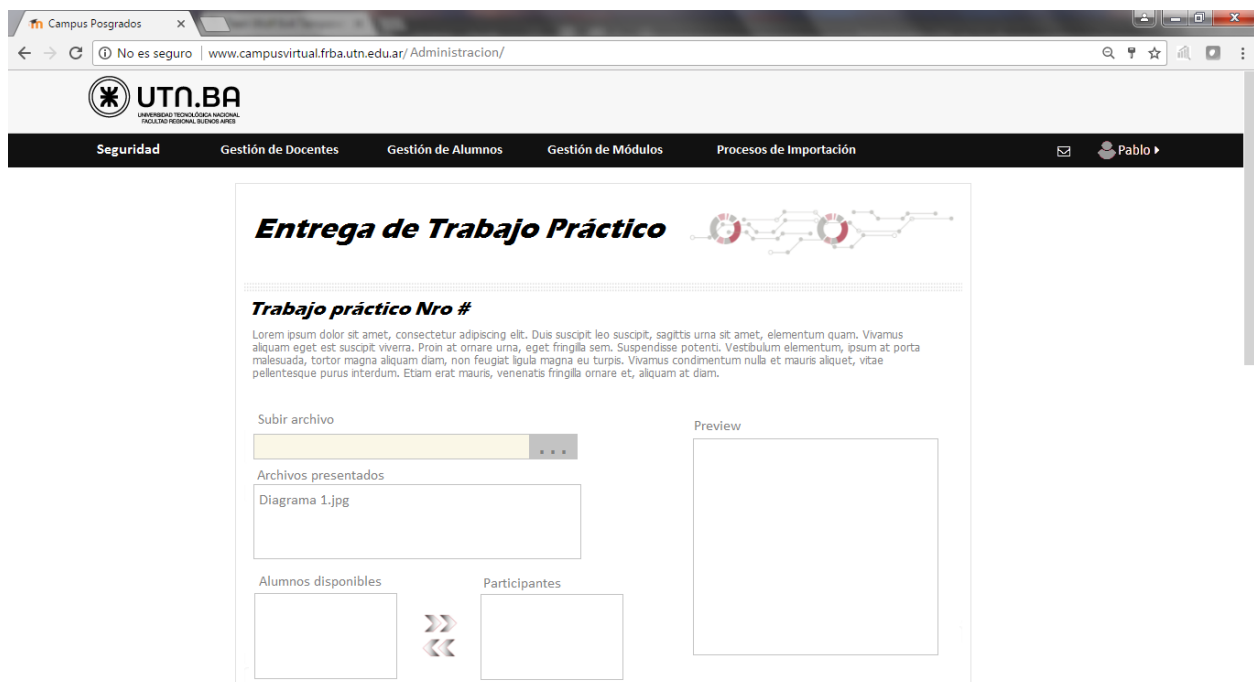 Campus Posgrados
No es seguro www.campusvirtual.frba.utn.edu.ar/Administracion/
UTN.BA
UNIVERSIDAD TECNOLÓGICA NACIONAL
FACULTAD REGIONAL BUENOS AIRES
Seguridad Gestión de Docentes Gestión de Alumnos Gestión de Módulos Procesos de Importación Pablo
Entrega de Trabajo Práctico
Trabajo práctico Nro #
Lorem ipsum dolor sit amet, consectetur adipiscing elit. Duis suscipit leo suscipit, sagittis urna sit amet, elementum quam. Vivamus
aliquam eget est suscipit viverra. Proin at ornare urna, eget fringilla sem. Suspendisse potenti. Vestibulum elementum, ipsum at porta
malesuada, tortor magna aliquam diam, non feugiat ligula magna eu turpis. Vivamus condimentum nulla et mauris aliquet, vitae
pellentesque purus interdum. Etiam erat mauris, venenatis fringilla ornare et, aliquam at diam.
Subir archivo
...
Archivos presentados
Diagrama 1.jpg
Alumnos disponibles
Participantes
Preview